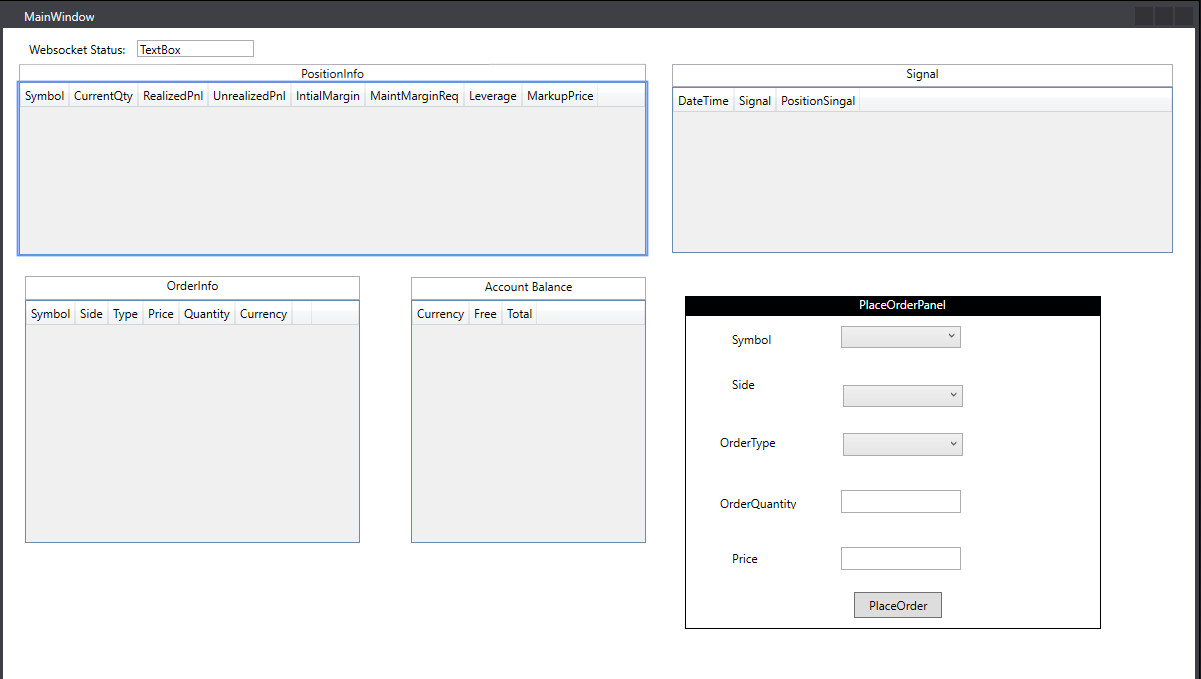 MainWindow
Websocket Status: TextBox
PositionInfo
Symbol CurrentQty RealizedPnl UnrealizedPnl IntialMargin MaintMarginReq Leverage MarkupPrice
Signal
DateTime Signal PositionSingal
OrderInfo
Symbol Side Type Price Quantity Currency
Account Balance
Currency Free Total
PlaceOrderPanel
Symbol
Side
OrderType
OrderQuantity
Price
PlaceOrder